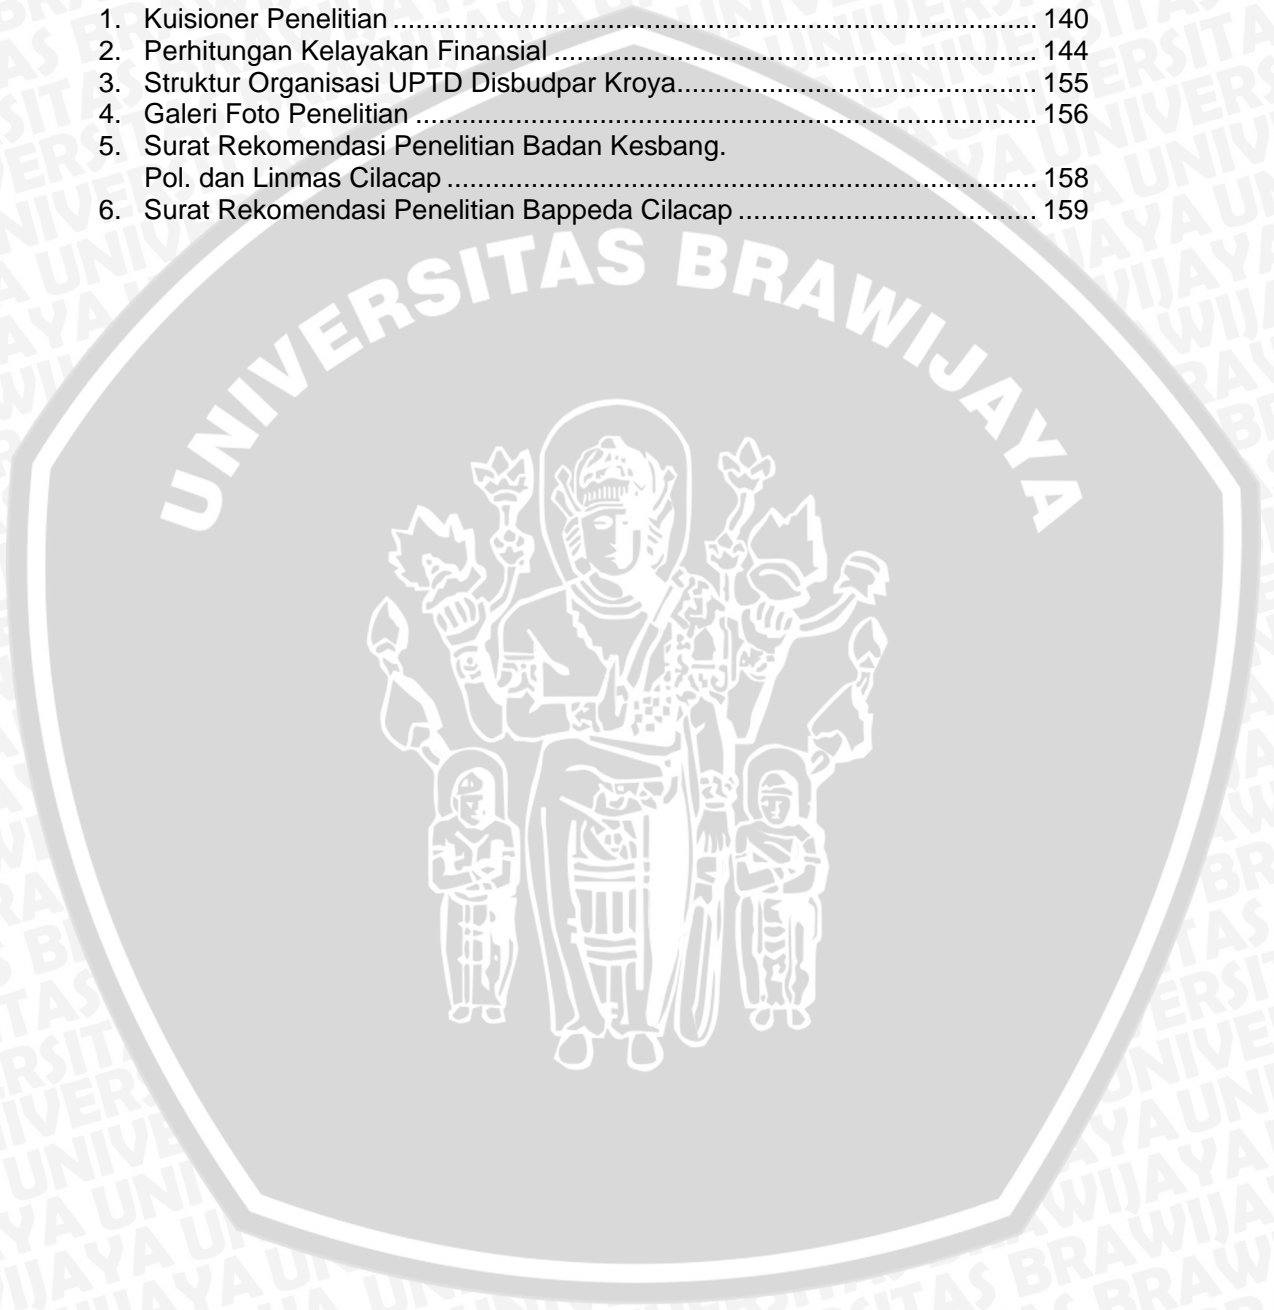 1. Kuisioner Penelitian ........................................................................................ 140
2. Perhitungan Kelayakan Finansial .................................................................. 144
3. Struktur Organisasi UPTD Disbudpar Kroya................................................ 155
4. Galeri Foto Penelitian ..................................................................................... 156
5. Surat Rekomendasi Penelitian Badan Kesbang.
Pol. dan Linmas Cilacap ............................................................................... 158
6. Surat Rekomendasi Penelitian Bappeda Cilacap ....................................... 159
UNIVERSITAS BRAWIJAYA